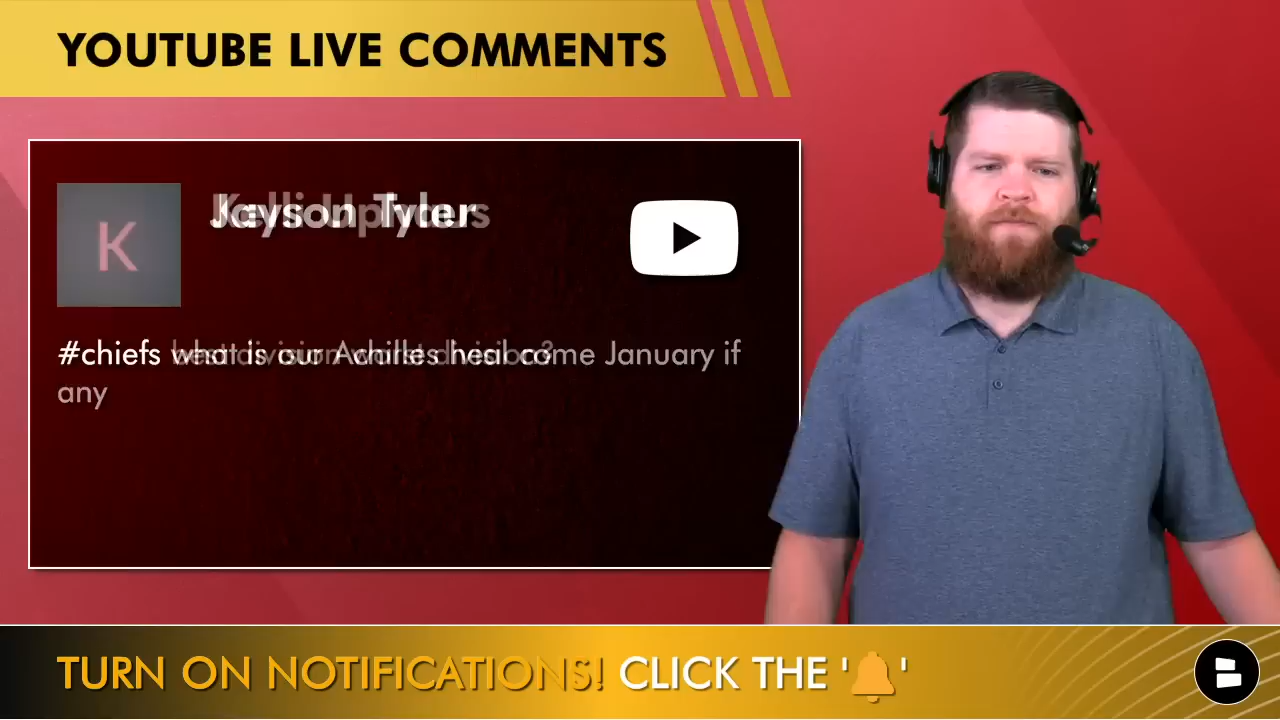 YOUTUBE LIVE COMMENTS
K
Jayson Tyler
#chiefs what is our Achilles heal come January if
any
TURN ON NOTIFICATIONS! CLICK THE ' '